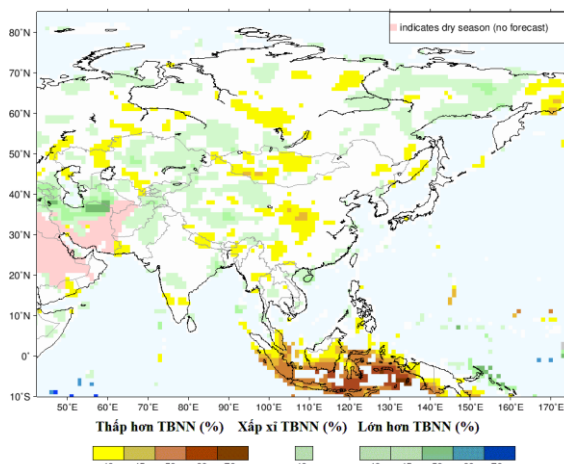 indicates dry season (no forecast)
80°N
70°N
60°N
50°N
40°N
30°N
20°N
10°N
0°
10°S
50°E 60°E 70°E 80°E 90°E 100°E 110°E 120°E 130°E 140°E 150°E 160°E 170°E
Thấp hơn TBNN (%) Xấp xỉ TBNN (%) Lớn hơn TBNN (%)